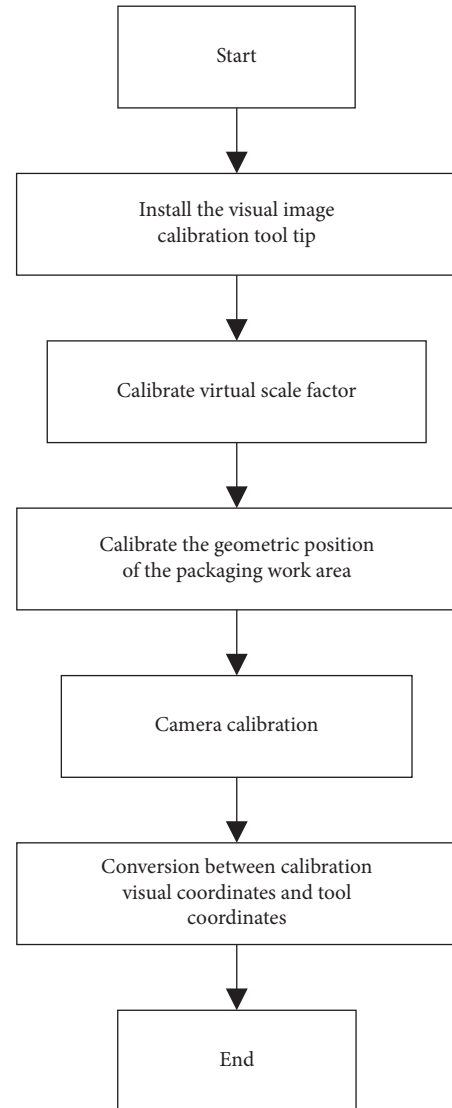 Start
Install the visual image
calibration tool tip
Calibrate virtual scale factor
Calibrate the geometric position
of the packaging work area
Camera calibration
Conversion between calibration
visual coordinates and tool
coordinates
End